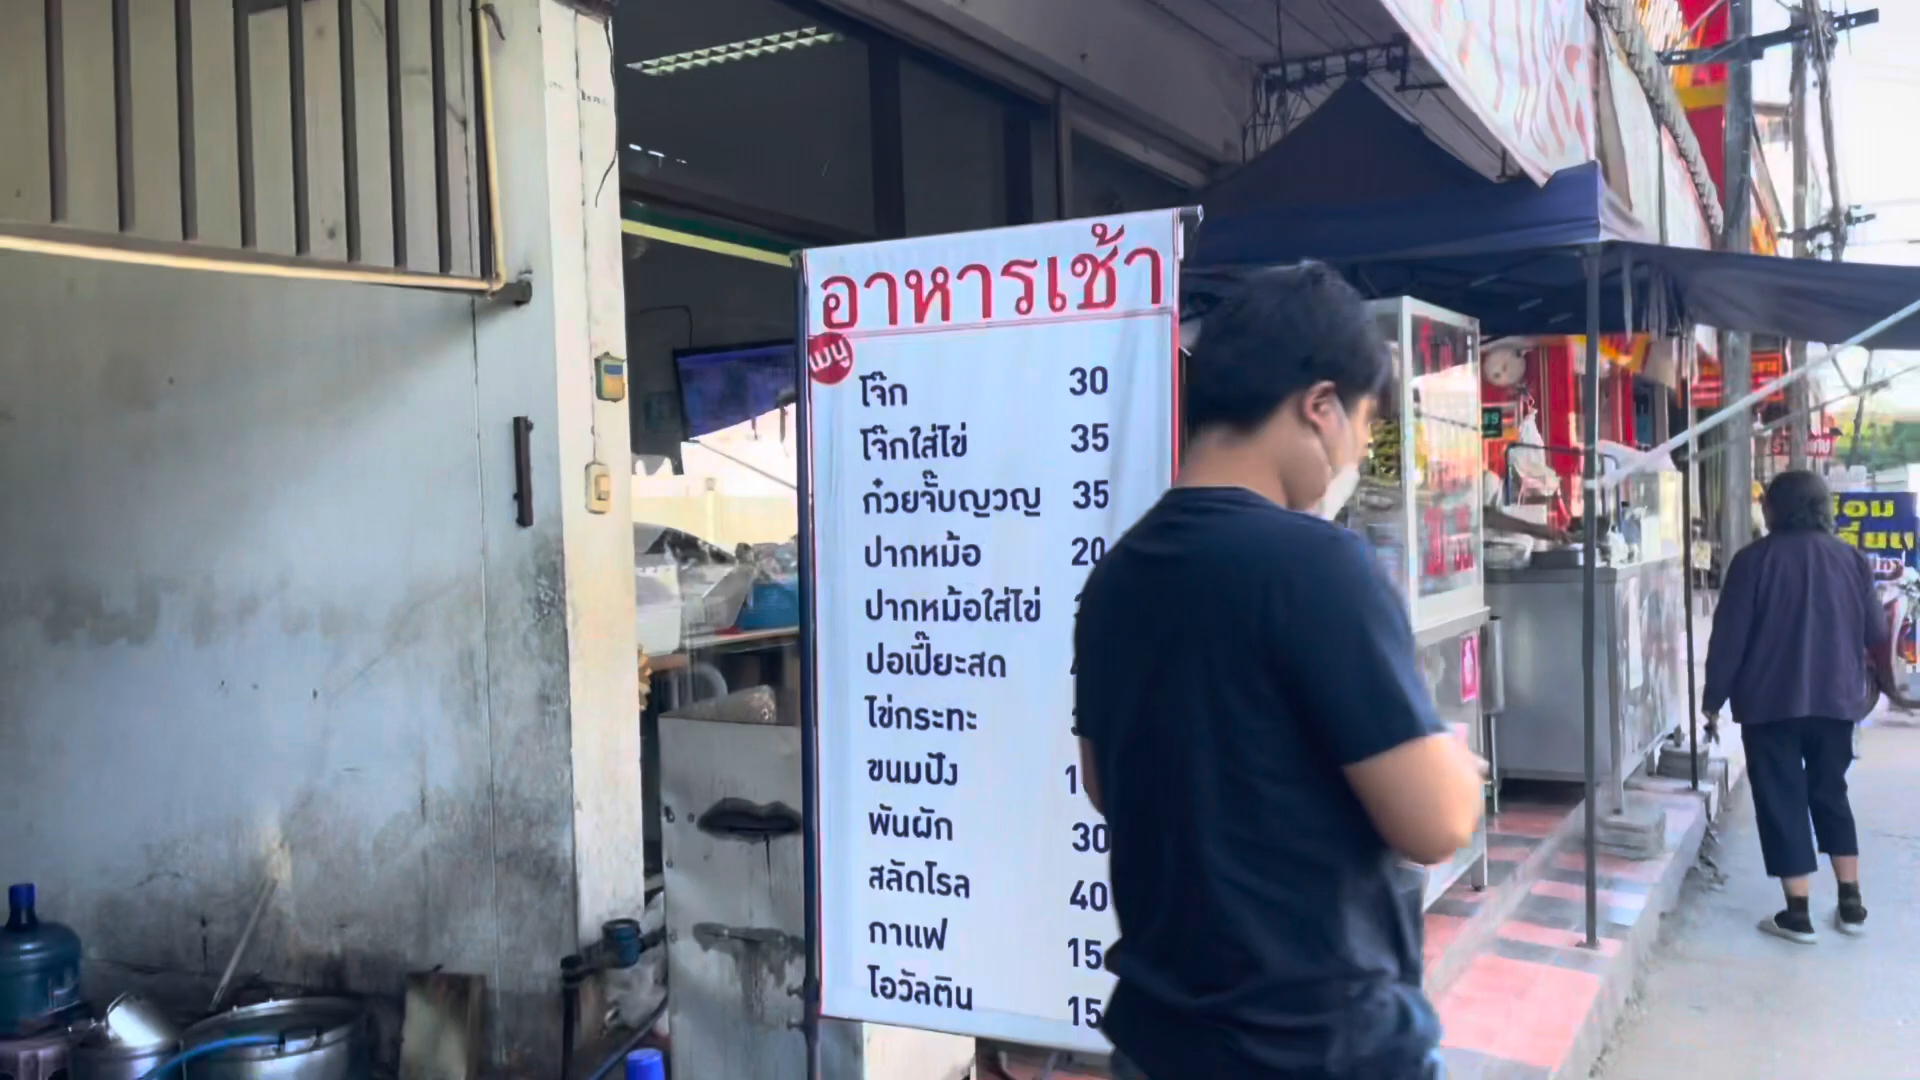 อาหารเช้า
เมนู
โจ๊ก 30
โจ๊กใส่ไข่ 35
ก๋วยจั๊บญวญ 35
ปากหม้อ 20
ปากหม้อใส่ไข่
ปอเปี๊ยะสด
ไข่กระทะ
ขนมปัง
พันผัก 30
สลัดโรล 40
กาแฟ 15
โอวัลติน 15